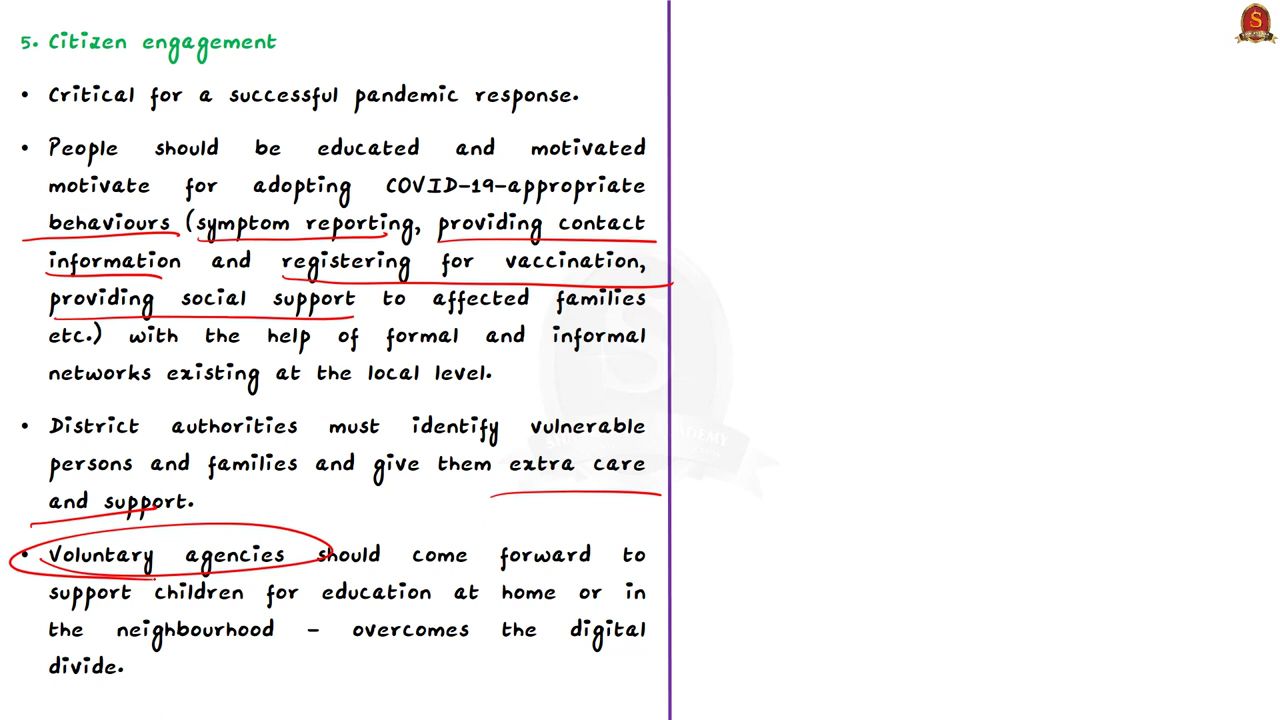 5. Citizen engagement
• Critical for a successful pandemic response.
• People should be educated and motivated
motivate for adopting COVID-19-appropriate
behaviours (symptom reporting, providing contact
information and registering for vaccination,
providing social support to affected families
etc.) with the help of formal and informal
networks existing at the local level.
• District authorities must identify vulnerable
persons and families and give them extra care
and support.
• Voluntary agencies should come forward to
support children for education at home or in
the neighbourhood – overcomes the digital
divide.